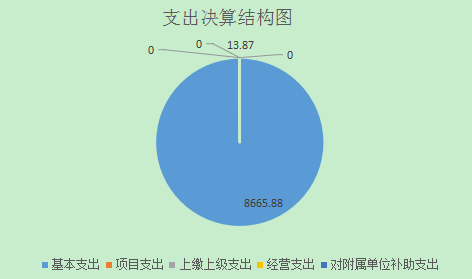 支出决算结构图
0 0 13.87 0
8665.88
基本支出 项目支出 上缴上级支出 经营支出 对附属单位补助支出